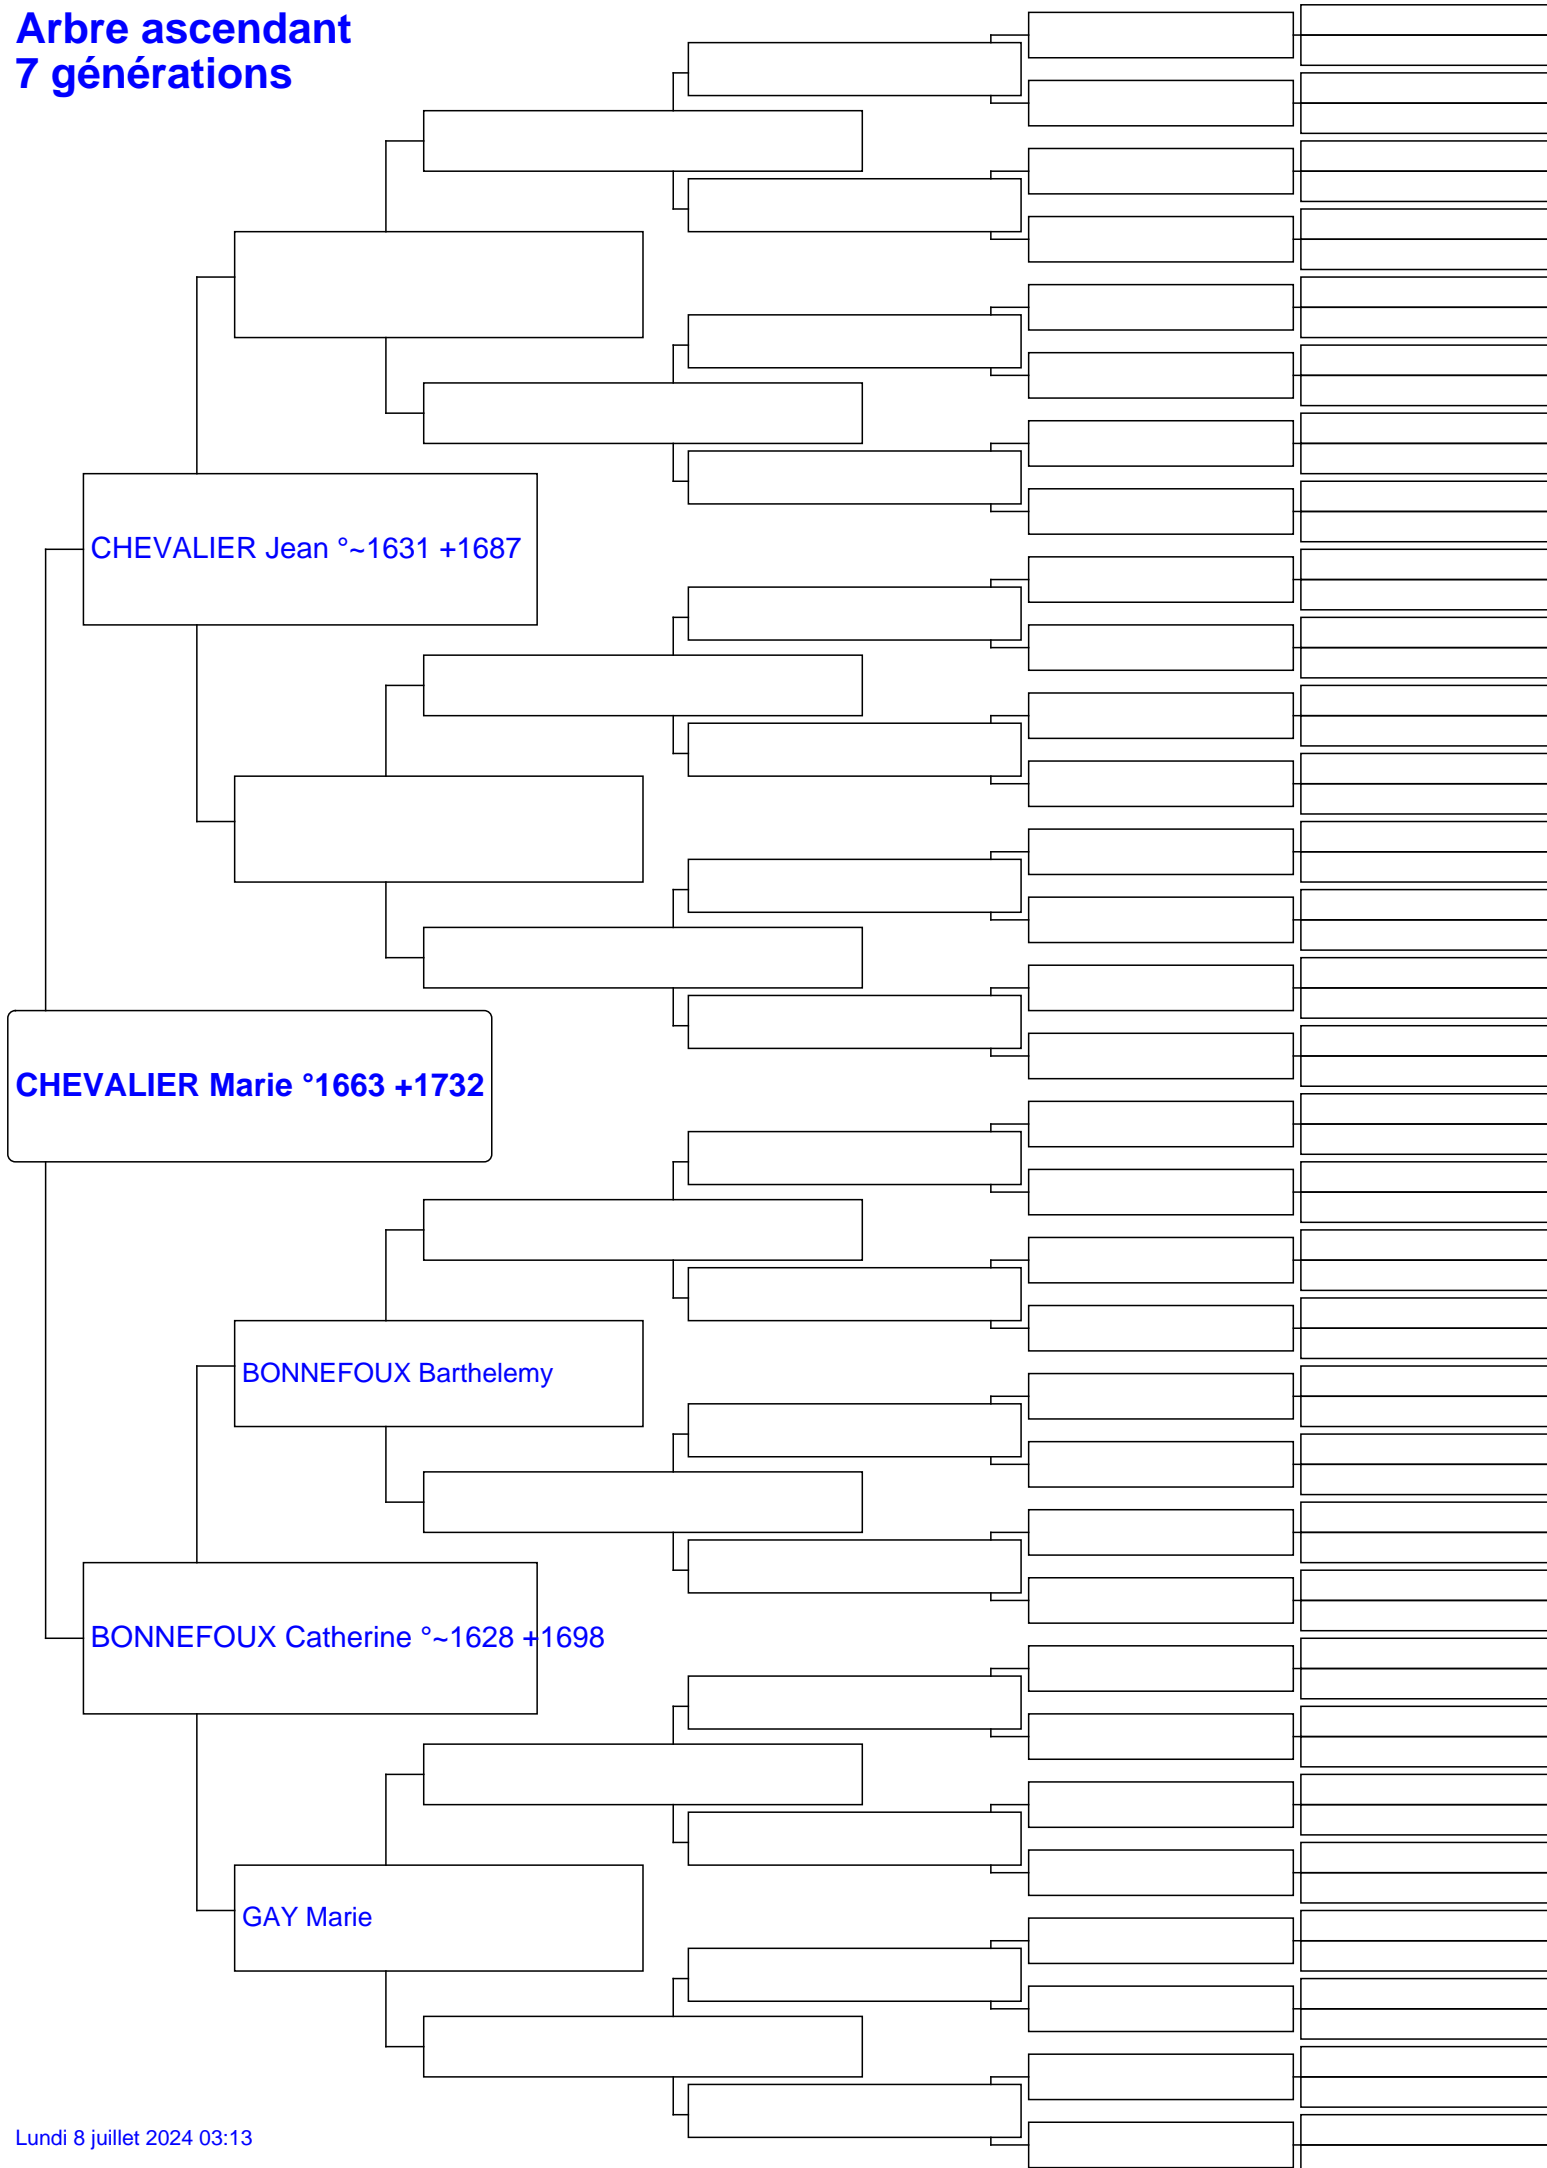 Arbre ascendant
7 générations
CHEVALIER Jean °~1631 +1687
CHEVALIER Marie °1663 +1732
BONNEFOUX Barthelemy
BONNEFOUX Catherine °~1628 +1698
GAY Marie
Lundi 8 juillet 2024 03:13